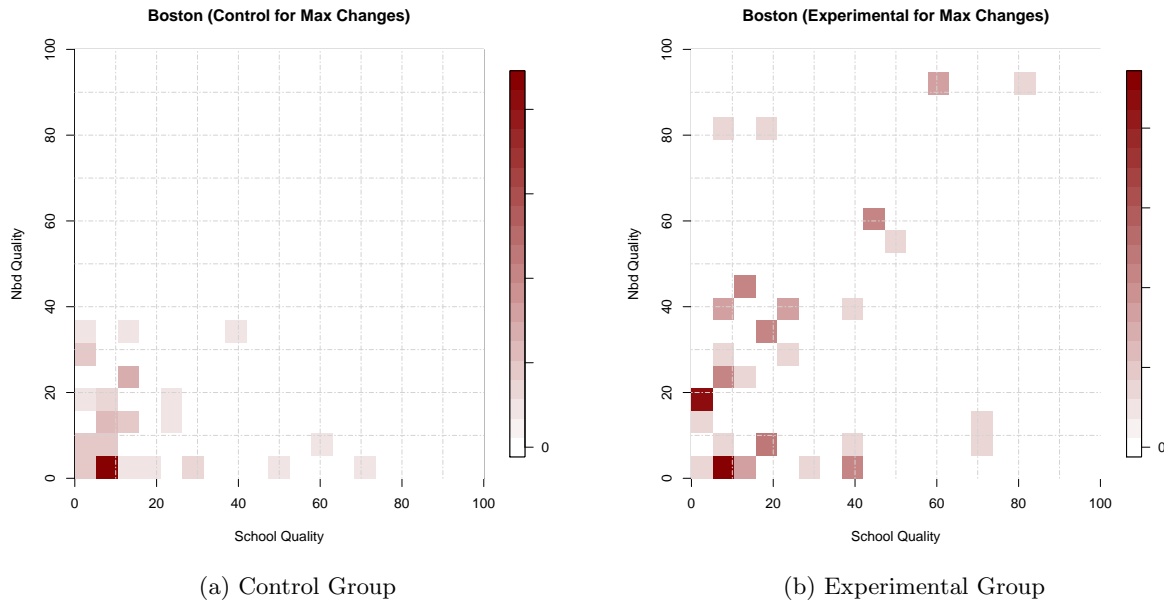 Boston (Control for Max Changes)
Nbd Quality
100
80
60
40
20
0
0 20 40 60 80 100
School Quality
0
(a) Control Group
Boston (Experimental for Max Changes)
Nbd Quality
100
80
60
40
20
0
0 20 40 60 80 100
School Quality
0
(b) Experimental Group